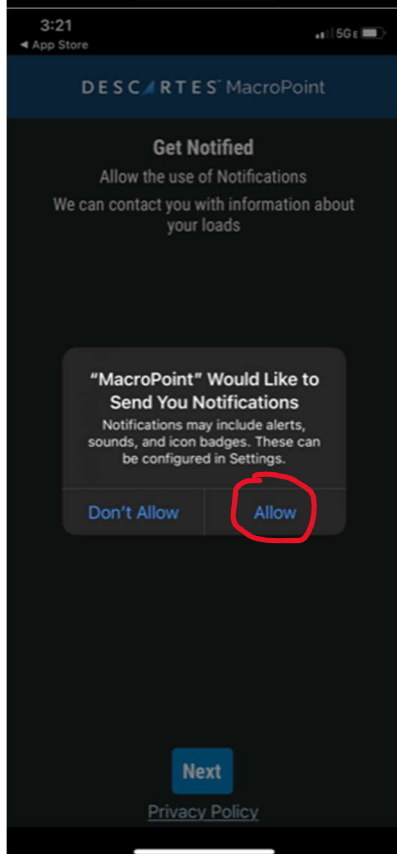 3:21
5GE
◀ App Store
DESCARTES™ MacroPoint
Get Notified
Allow the use of Notifications
We can contact you with information about
your loads
“MacroPoint” Would Like to
Send You Notifications
Notifications may include alerts,
sounds, and icon badges. These can
be configured in Settings.
Don’t Allow
Allow
Next
Privacy Policy